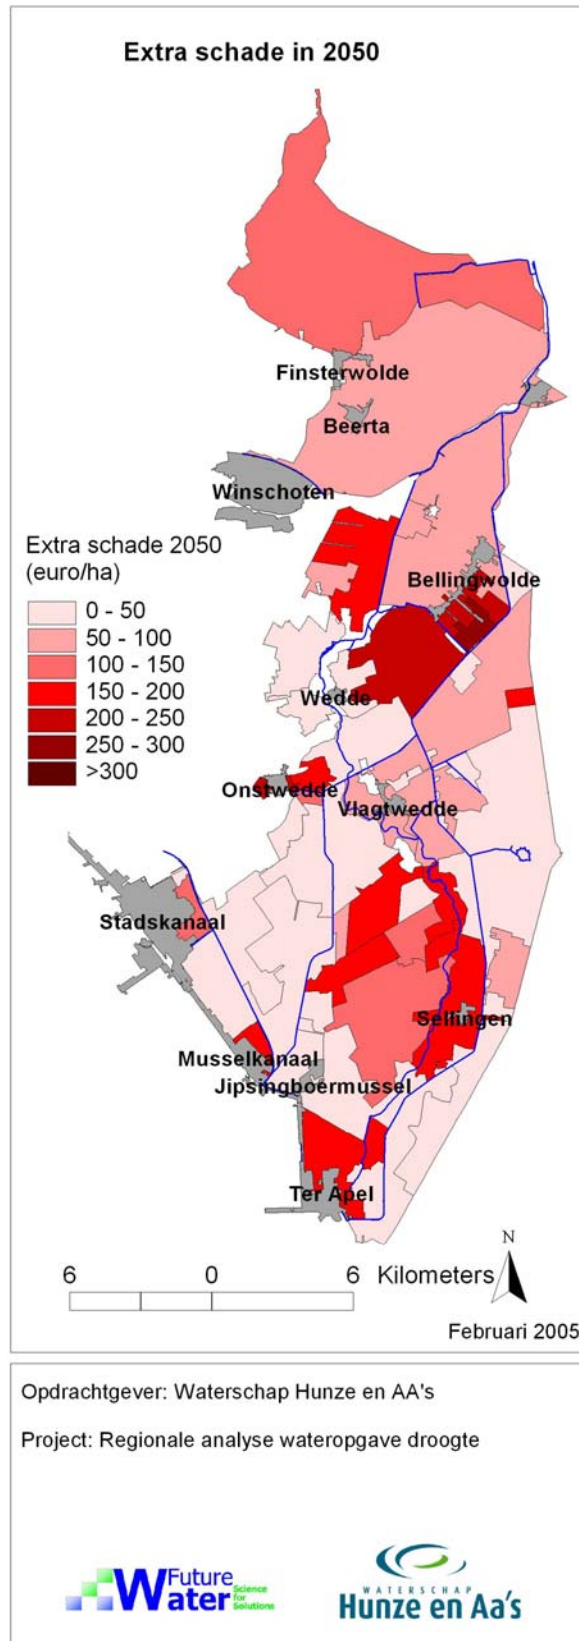 Extra schade in 2050
Finsterwolde
Beerta
Winschoten
Extra schade 2050
(euro/ha)
0 - 50
50 - 100
100 - 150
150 - 200
200 - 250
250 - 300
>300
Bellingwolde
Wedde
Onstwedde
Vlagtwedde
Stadskanaal
Sellingen
Musselkanaal
Jipsingboermussel
Ter Apel
N
6 0 6 Kilometers
Februari 2005
Opdrachtgever: Waterschap Hunze en AA's
Project: Regionale analyse wateropgave droogte
Future
Water
Science
for
Solutions
WATERSCHAP
Hunze en Aa's